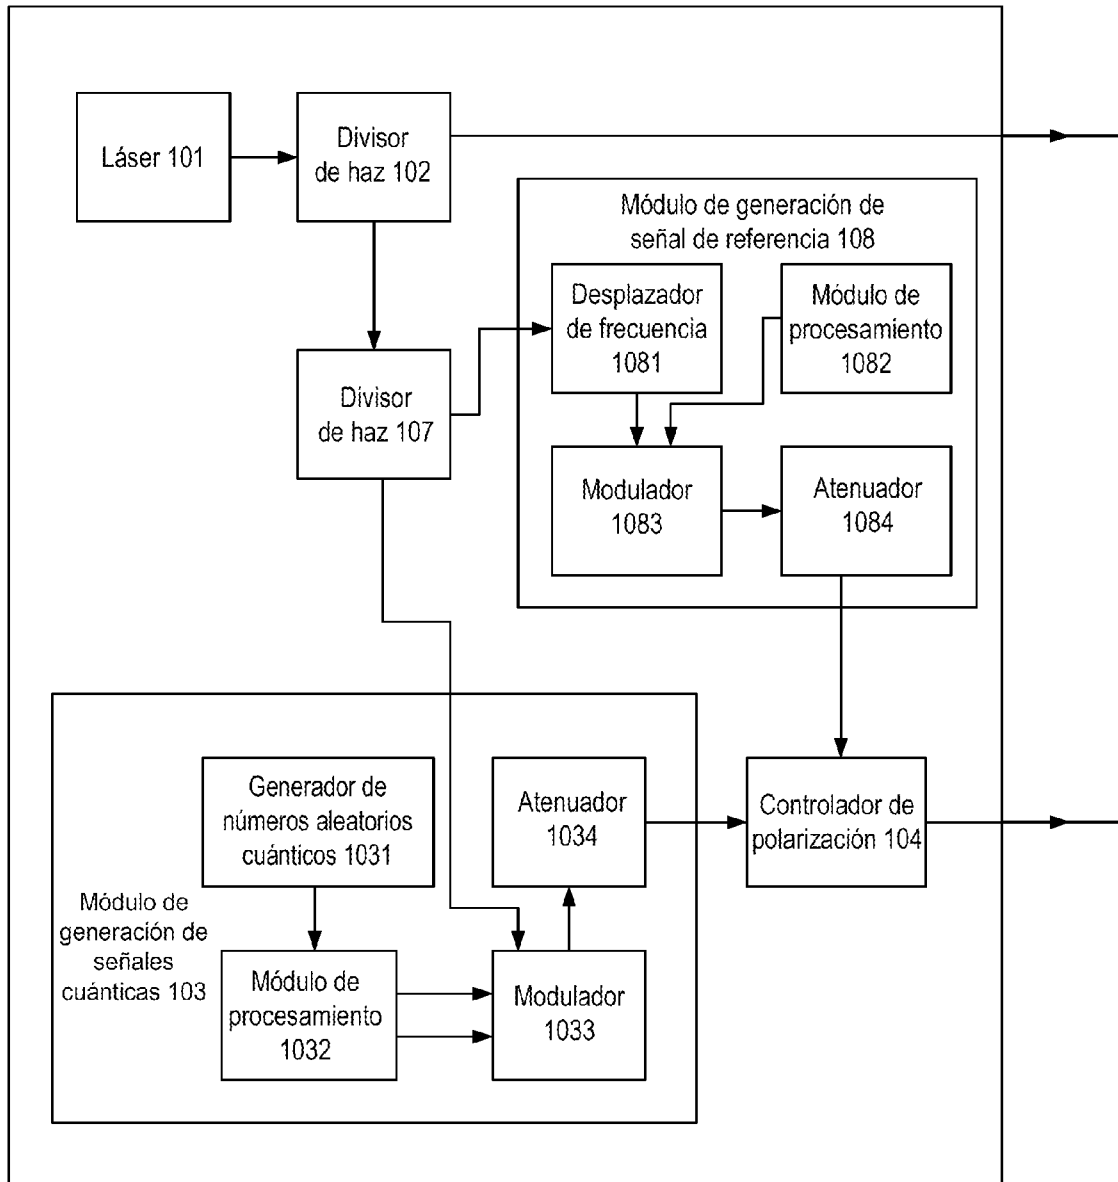 Láser 101
Divisor
de haz 102
Módulo de generación de
señal de referencia 108
Desplazador
de frecuencia
1081
Módulo de
procesamiento
1082
Divisor
de haz 107
Modulador
1083
Atenuador
1084
Generador de
números aleatorios
cuánticos 1031
Atenuador
1034
Controlador de
polarización 104
Módulo de
generación de
señales
cuánticas 103
Módulo de
procesamiento
1032
Modulador
1033